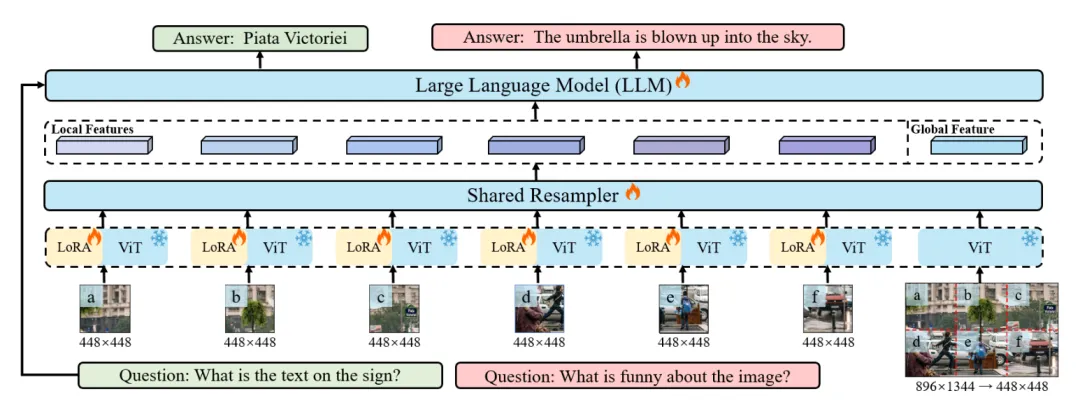 Answer: Piata Victoriei
Answer: The umbrella is blown up into the sky.
Large Language Model (LLM)
Local Features
Global Feature
Shared Resampler
LoRA ViT LoRA ViT LoRA ViT LoRA ViT LoRA ViT LoRA ViT ViT
a b c d e f
a b c
d e f
448×448 448×448 448×448 448×448 448×448 448×448
896×1344 → 448×448
Question: What is the text on the sign?
Question: What is funny about the image?